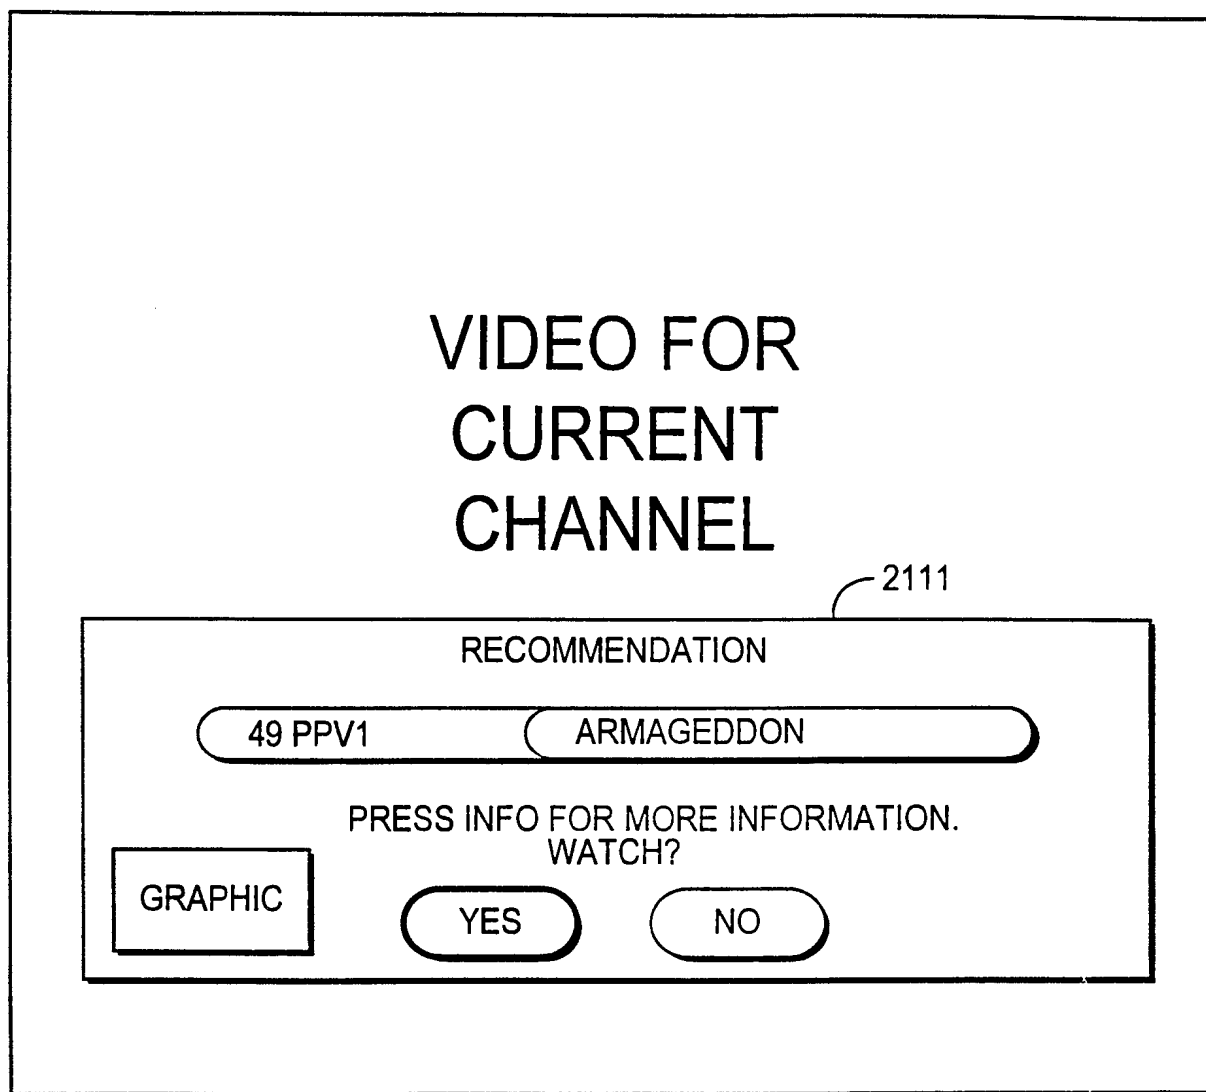 VIDEO FOR
CURRENT
CHANNEL
2111
RECOMMENDATION
49 PPV1 ARMAGEDDON
PRESS INFO FOR MORE INFORMATION.
WATCH?
GRAPHIC YES NO